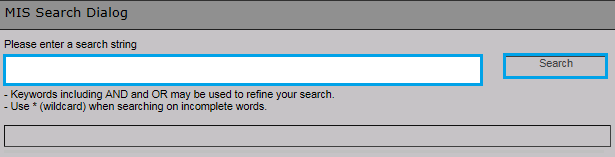 MIS Search Dialog
Please enter a search string
Search
- Keywords including AND and OR may be used to refine your search.
- Use * (wildcard) when searching on incomplete words.